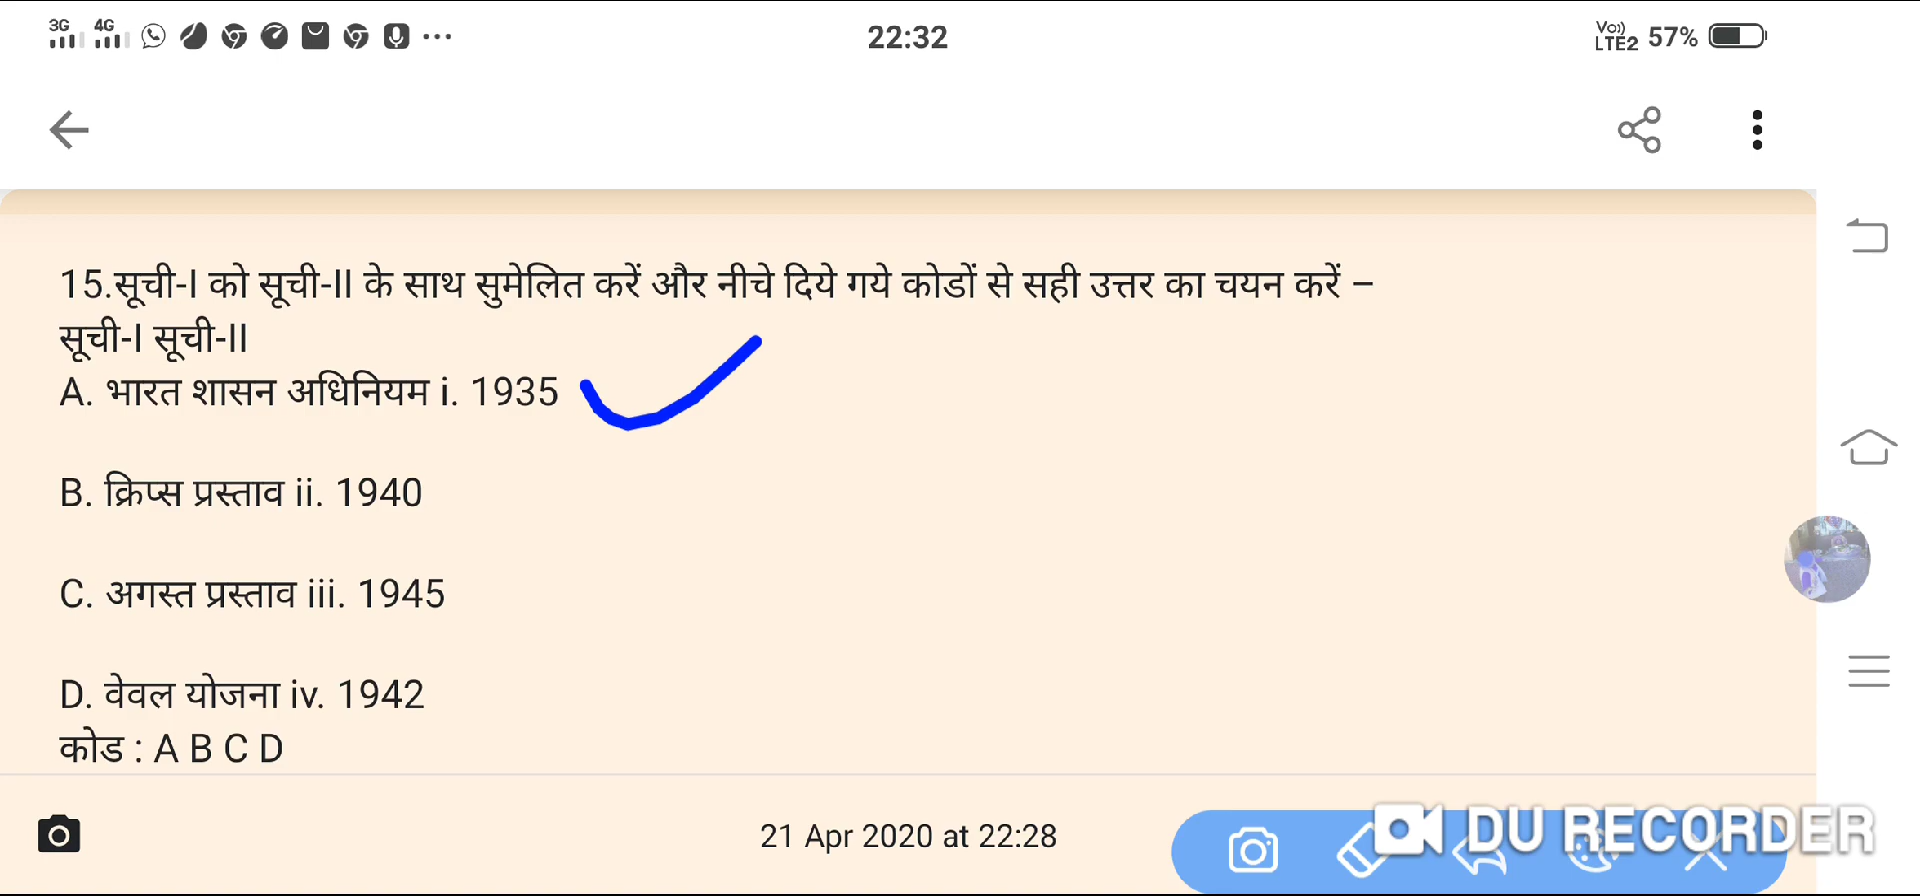 3G 4G 22:32 Vo)) LTE2 57%
15.सूची-I को सूची-II के साथ सुमेलित करें और नीचे दिये गये कोडों से सही उत्तर का चयन करें –
सूची-I सूची-II
A. भारत शासन अधिनियम i. 1935
B. क्रिप्स प्रस्ताव ii. 1940
C. अगस्त प्रस्ताव iii. 1945
D. वेवल योजना iv. 1942
कोड : A B C D
21 Apr 2020 at 22:28
DU RECORDER